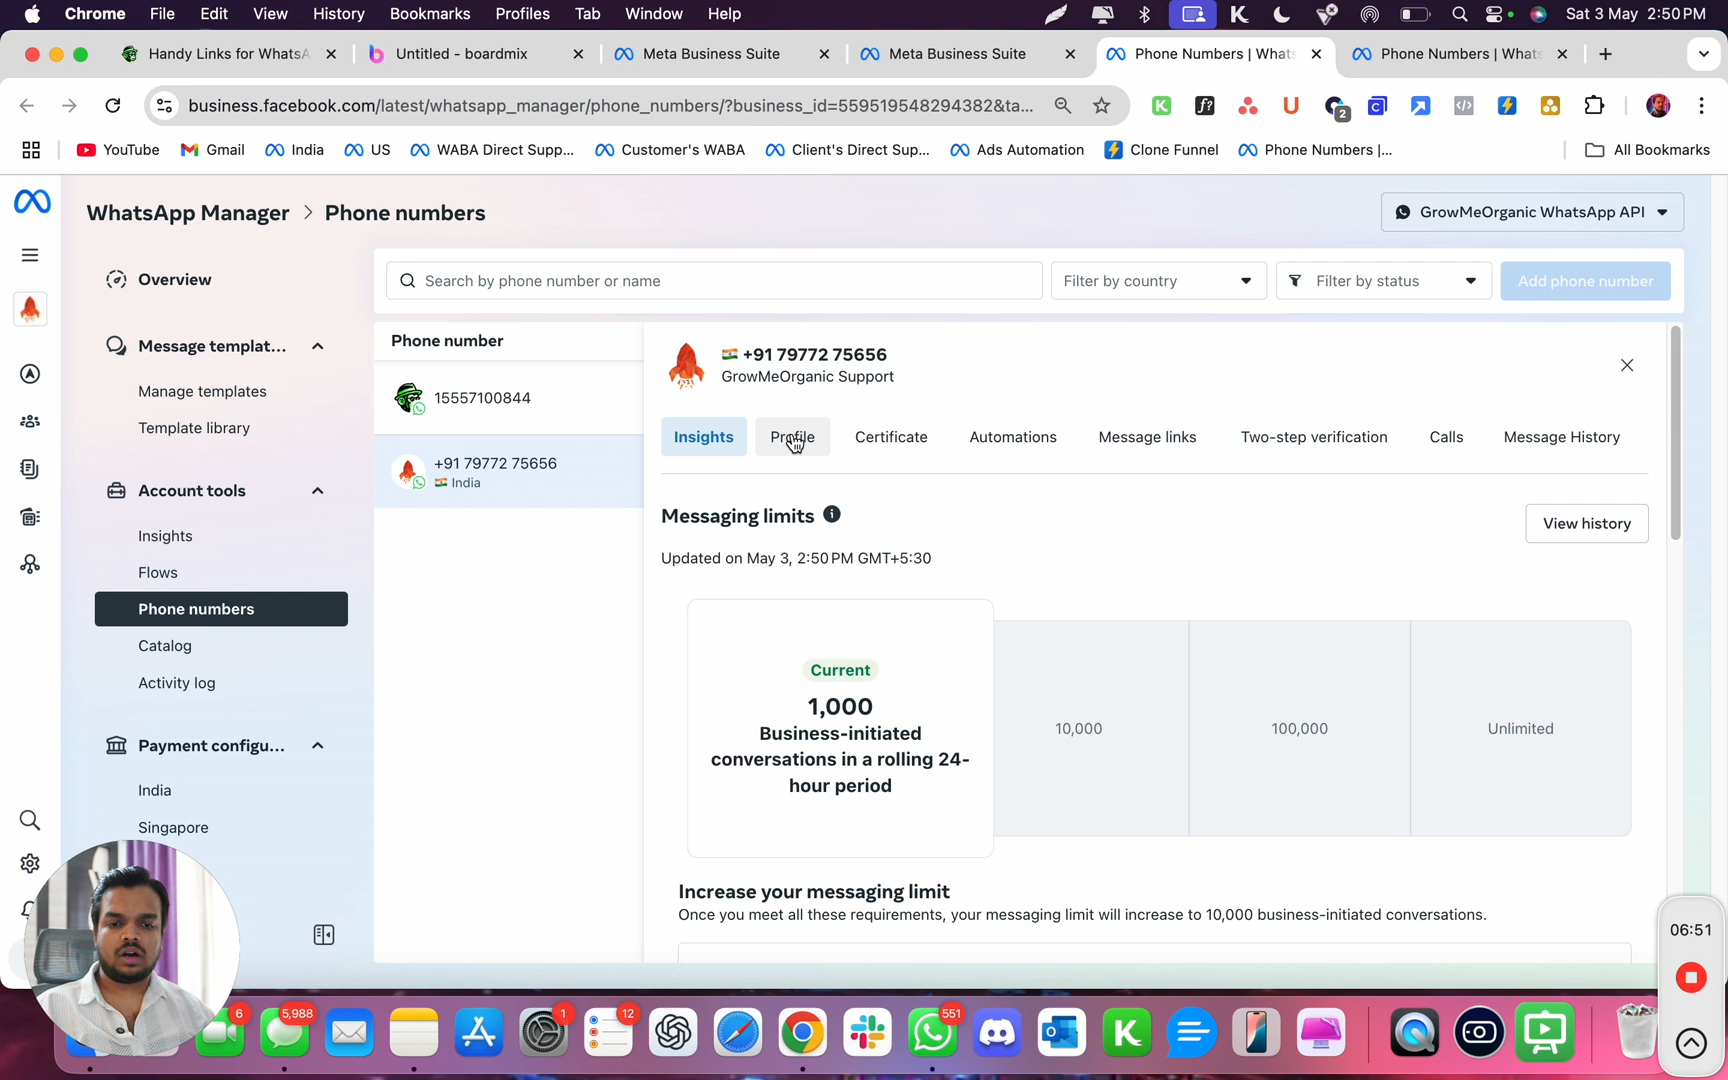 Chrome File Edit View History Bookmarks Profiles Tab Window Help Sat 3 May 2:50 PM
Handy Links for WhatsA Untitled - boardmix Meta Business Suite Meta Business Suite Phone Numbers | Whats Phone Numbers | Whats
business.facebook.com/latest/whatsapp_manager/phone_numbers/?business_id=559519548294382&ta...
YouTube Gmail India US WABA Direct Supp... Customer's WABA Client's Direct Sup... Ads Automation Clone Funnel Phone Numbers |... All Bookmarks
WhatsApp Manager > Phone numbers
GrowMeOrganic WhatsApp API
Overview
Message templat...
Manage templates
Template library
Account tools
Insights
Flows
Phone numbers
Catalog
Activity log
Payment configu...
India
Singapore
Search by phone number or name
Filter by country
Filter by status
Add phone number
Phone number
15557100844
+91 79772 75656
India
+91 79772 75656
GrowMeOrganic Support
Insights Profile Certificate Automations Message links Two-step verification Calls Message History
Messaging limits
View history
Updated on May 3, 2:50 PM GMT+5:30
Current
1,000
Business-initiated
conversations in a rolling 24-
hour period
10,000
100,000
Unlimited
Increase your messaging limit
Once you meet all these requirements, your messaging limit will increase to 10,000 business-initiated conversations.
06:51
6
5,988
1
12
551
2